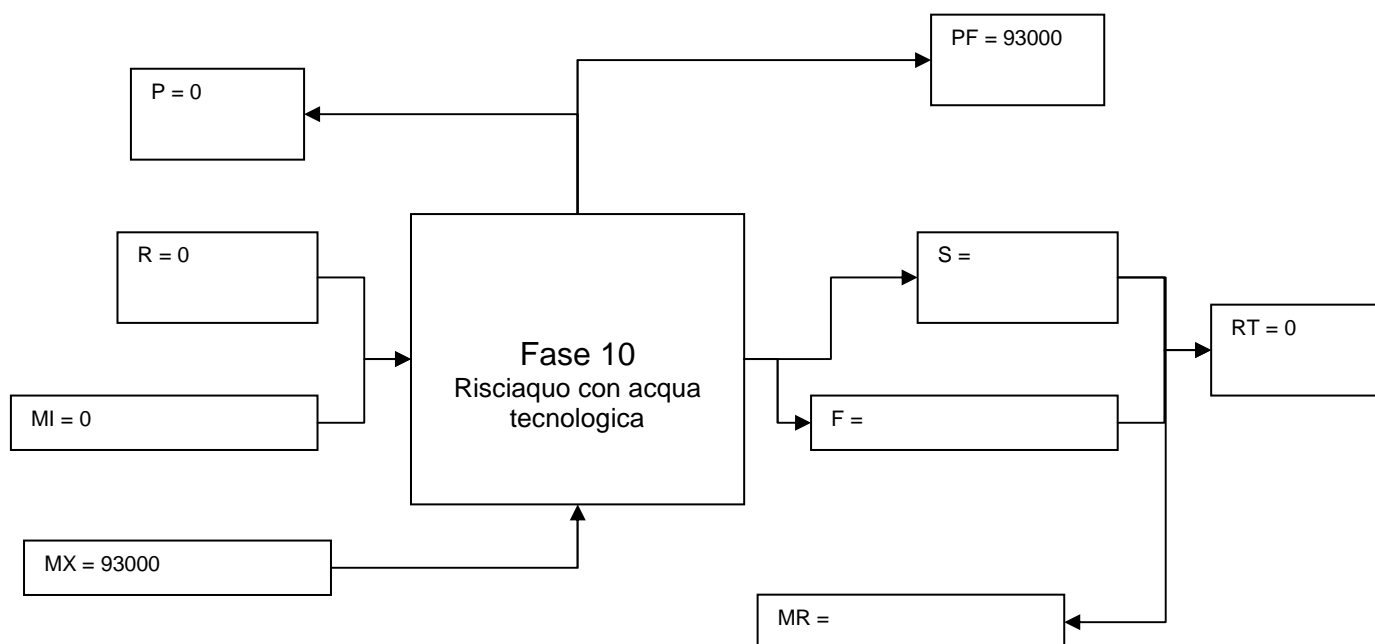 PF = 93000
P = 0
R = 0
S =
RT = 0
Fase 10
Risciaquo con acqua
tecnologica
MI = 0
F =
MX = 93000
MR =